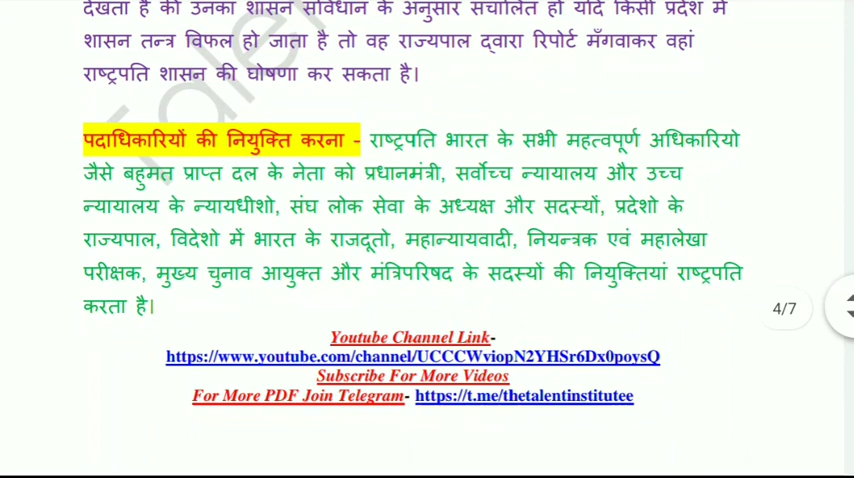 देखता है की उनका शासन संविधान के अनुसार संचालित हो यदि किसी प्रदेश में
शासन तन्त्र विफल हो जाता है तो वह राज्यपाल द्वारा रिपोर्ट मँगवाकर वहां
राष्ट्रपति शासन की घोषणा कर सकता है।
पदाधिकारियों की नियुक्ति करना - राष्ट्रपति भारत के सभी महत्वपूर्ण अधिकारियो
जैसे बहुमत प्राप्त दल के नेता को प्रधानमंत्री, सर्वोच्च न्यायालय और उच्च
न्यायालय के न्यायधीशो, संघ लोक सेवा के अध्यक्ष और सदस्यों, प्रदेशो के
राज्यपाल, विदेशो में भारत के राजदूतो, महान्यायवादी, नियन्त्रक एवं महालेखा
परीक्षक, मुख्य चुनाव आयुक्त और मंत्रिपरिषद के सदस्यों की नियुक्तियां राष्ट्रपति
करता है।
4/7
Youtube Channel Link-
https://www.youtube.com/channel/UCCCWviopN2YHSr6Dx0poysQ
Subscribe For More Videos
For More PDF Join Telegram- https://t.me/thetalentinstitutee